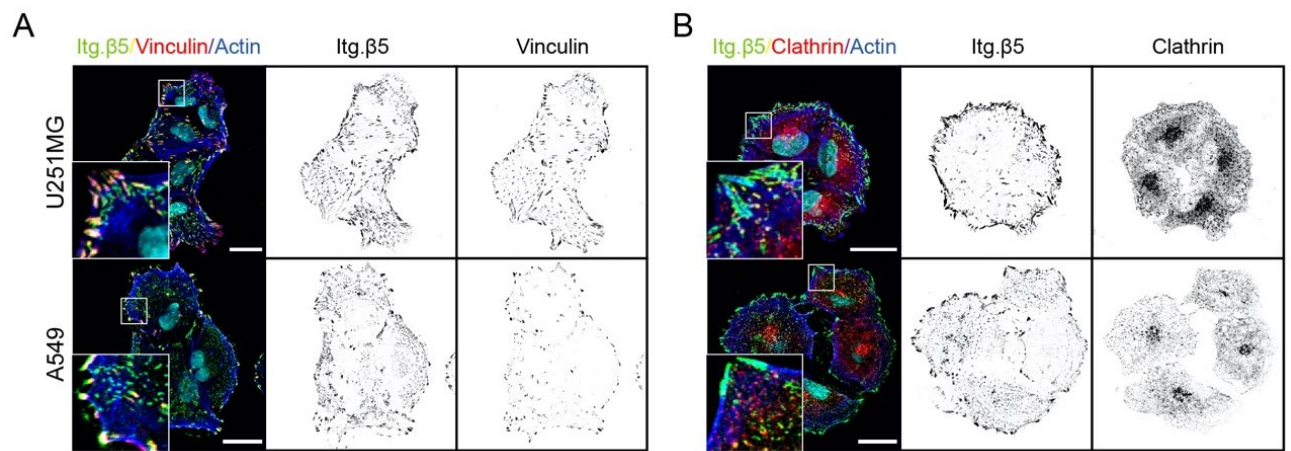 A
B
Itg.β5/Vinculin/Actin
Itg.β5
Vinculin
Itg.β5/Clathrin/Actin
Itg.β5
Clathrin
U251MG
A549